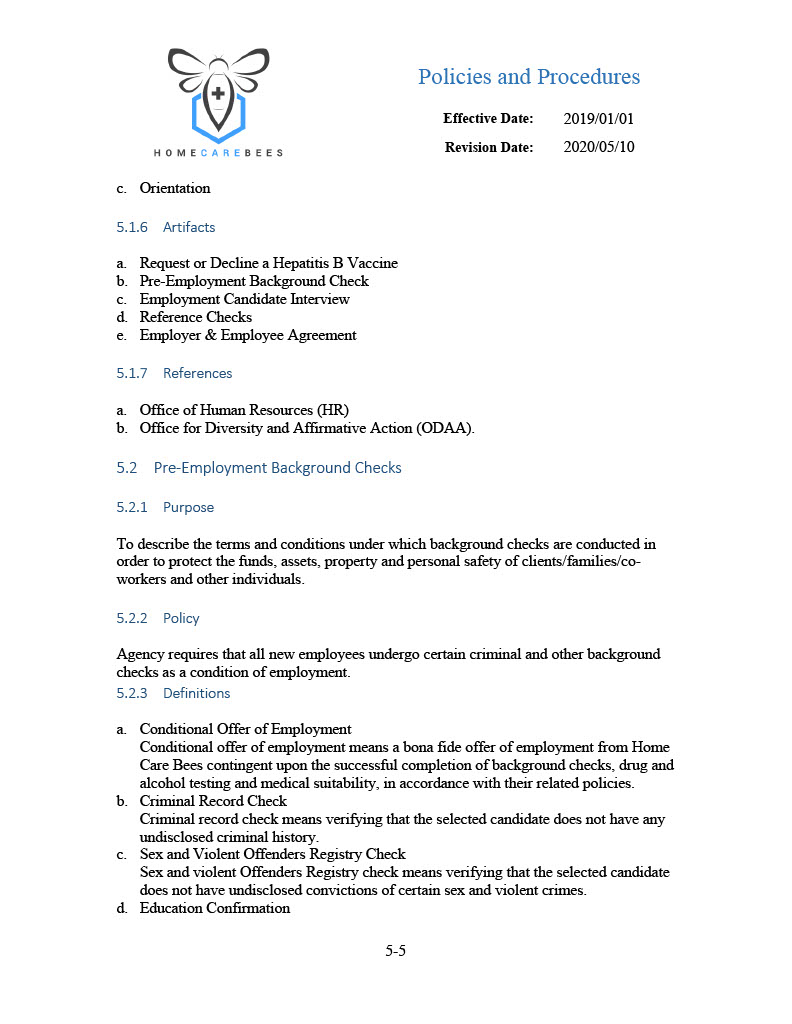 Policies and Procedures
Effective Date: 2019/01/01
Revision Date: 2020/05/10
HOMECAREBEES
c. Orientation
5.1.6 Artifacts
a. Request or Decline a Hepatitis B Vaccine
b. Pre-Employment Background Check
c. Employment Candidate Interview
d. Reference Checks
e. Employer & Employee Agreement
5.1.7 References
a. Office of Human Resources (HR)
b. Office for Diversity and Affirmative Action (ODAA).
5.2 Pre-Employment Background Checks
5.2.1 Purpose
To describe the terms and conditions under which background checks are conducted in
order to protect the funds, assets, property and personal safety of clients/families/co-
workers and other individuals.
5.2.2 Policy
Agency requires that all new employees undergo certain criminal and other background
checks as a condition of employment.
5.2.3 Definitions
a. Conditional Offer of Employment
Conditional offer of employment means a bona fide offer of employment from Home
Care Bees contingent upon the successful completion of background checks, drug and
alcohol testing and medical suitability, in accordance with their related policies.
b. Criminal Record Check
Criminal record check means verifying that the selected candidate does not have any
undisclosed criminal history.
c. Sex and Violent Offenders Registry Check
Sex and violent Offenders Registry check means verifying that the selected candidate
does not have undisclosed convictions of certain sex and violent crimes.
d. Education Confirmation
5-5